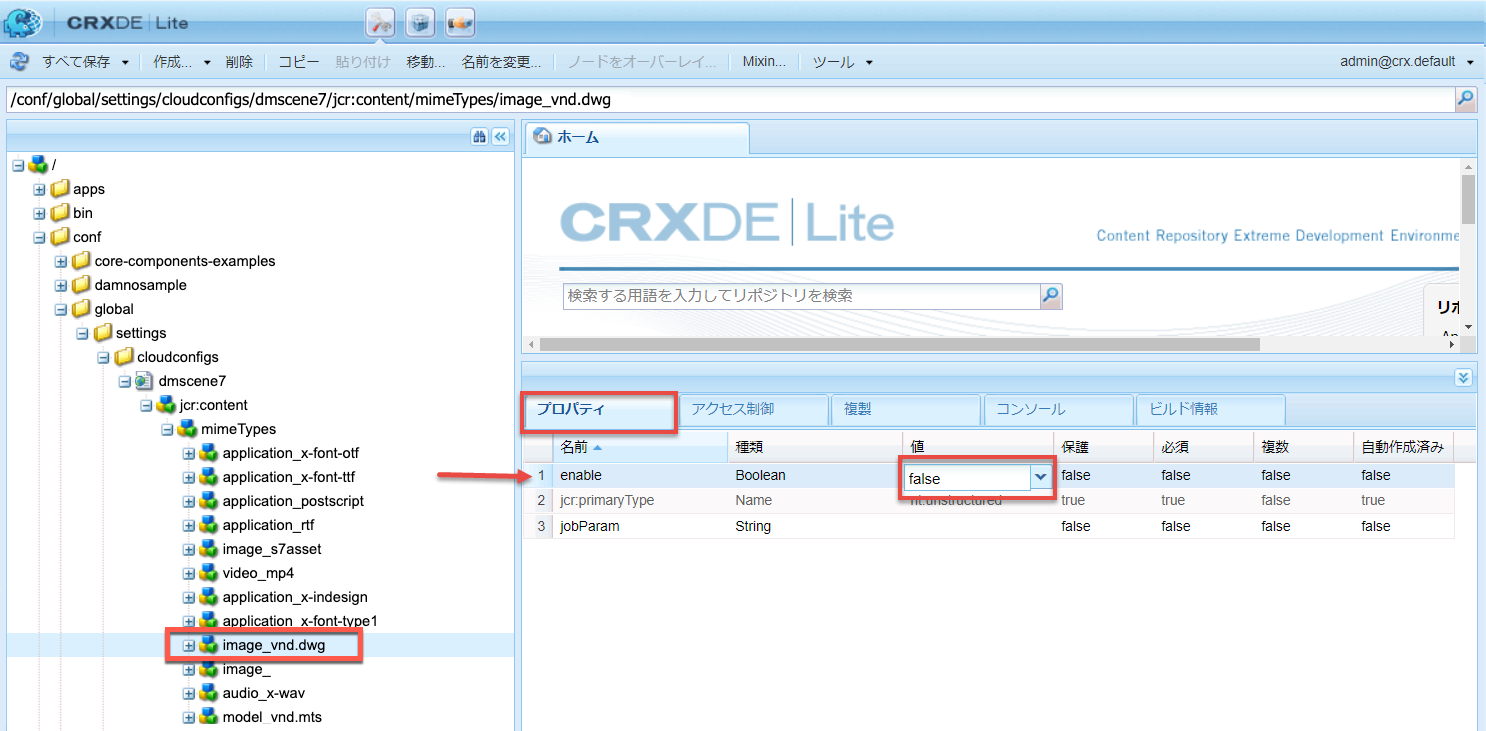 CRXDE | Lite
すべて保存 作成... 削除 コピー 貼り付け 移動... 名前を変更... ノードをオーバーレイ... Mixin... ツール admin@crx.default
/conf/global/settings/cloudconfigs/dmscene7/jcr:content/mimeTypes/image_vnd.dwg
/
apps
bin
conf
core-components-examples
damnosample
global
settings
cloudconfigs
dmscene7
jcr:content
mimeTypes
application_x-font-otf
application_x-font-ttf
application_postscript
application_rtf
image_s7asset
video_mp4
application_x-indesign
application_x-font-type1
image_vnd.dwg
image_
audio_x-wav
model_vnd.mts
ホーム
CRXDE | Lite
Content Repository Extreme Development Environme
検索する用語を入力してリポジトリを検索
リポ
プロパティ アクセス制御 複製 コンソール ビルド情報
名前 種類 値 保護 必須 複数 自動作成済み
1 enable Boolean false false false false false
2 jcr:primaryType Name nt:unstructured true true false true
3 jobParam String false false false false